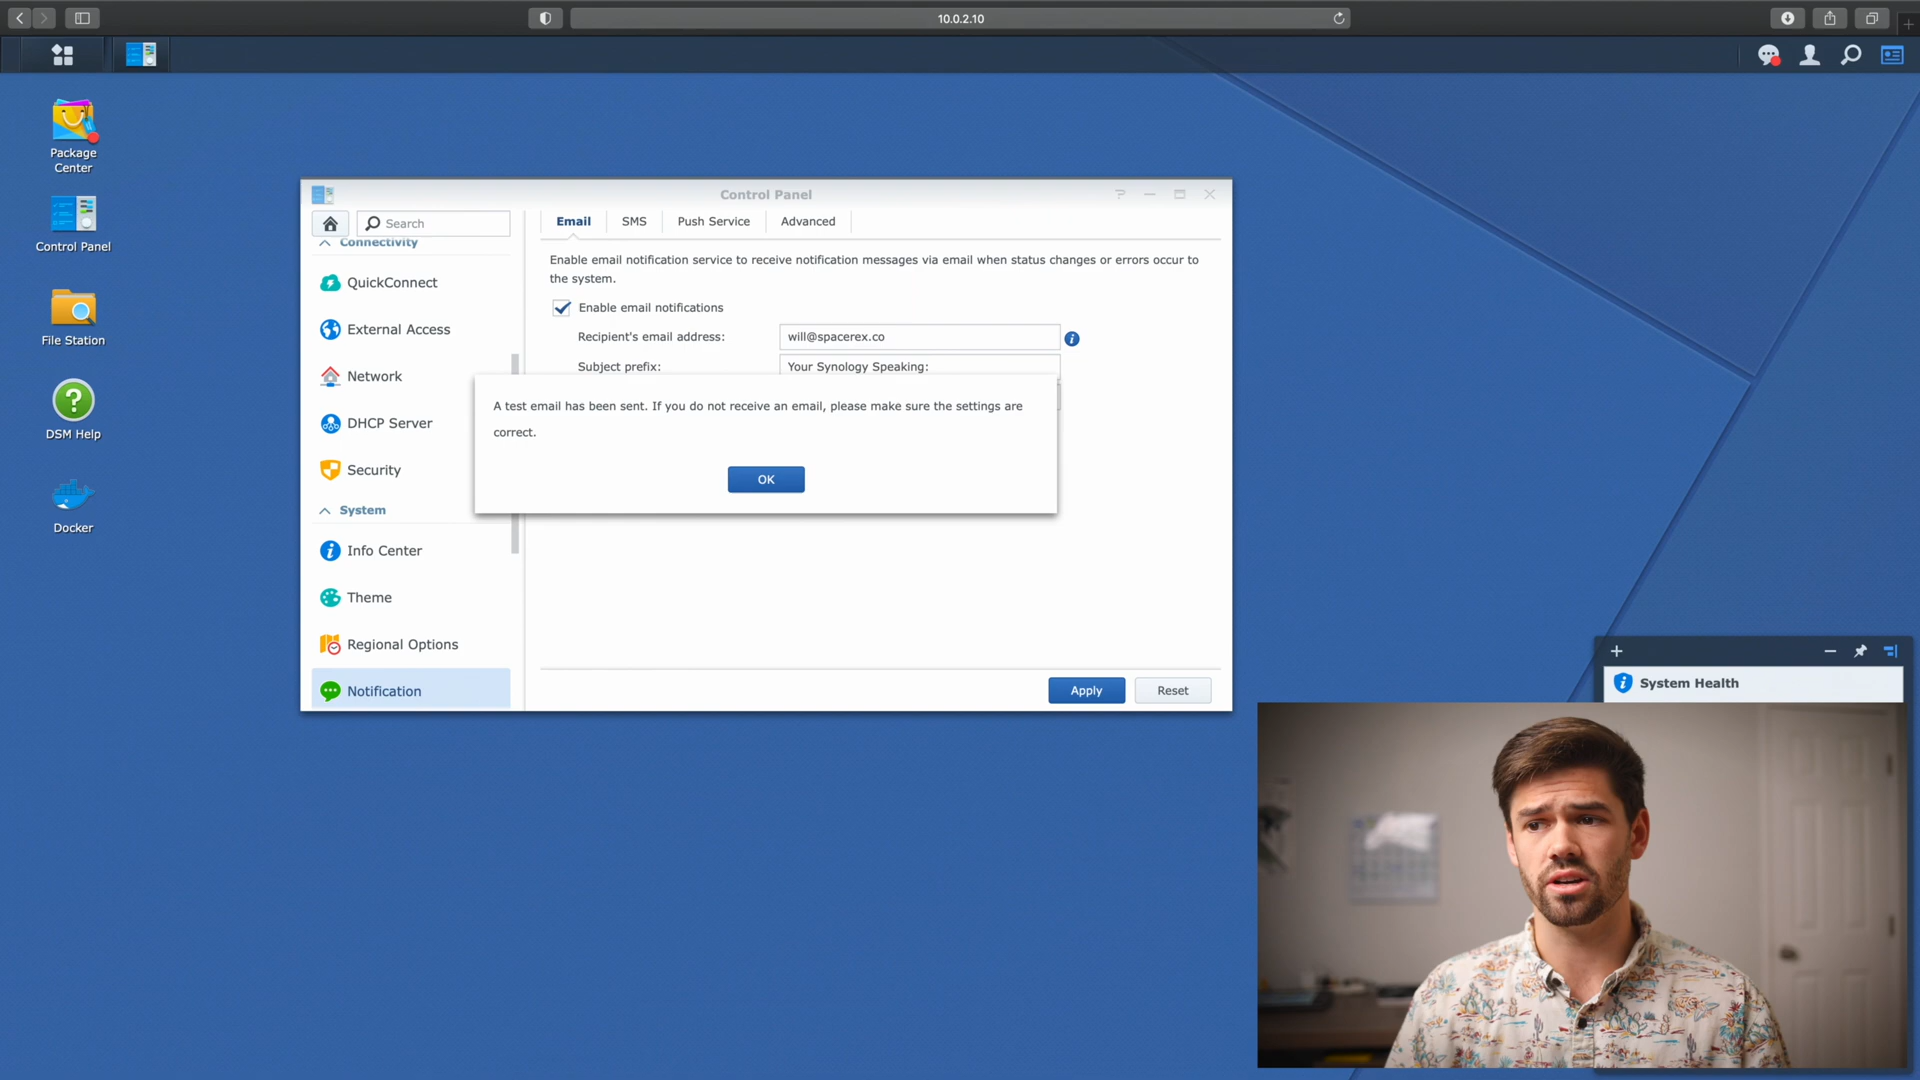 10.0.2.10
Package
Center
Control Panel
File Station
DSM Help
Docker
Control Panel
Search
Connectivity
QuickConnect
External Access
Network
DHCP Server
Security
System
Info Center
Theme
Regional Options
Notification
Email
SMS
Push Service
Advanced
Enable email notification service to receive notification messages via email when status changes or errors occur to
the system.
Enable email notifications
Recipient's email address:
will@spacerex.co
Subject prefix:
Your Synology Speaking:
A test email has been sent. If you do not receive an email, please make sure the settings are
correct.
OK
Apply
Reset
System Health